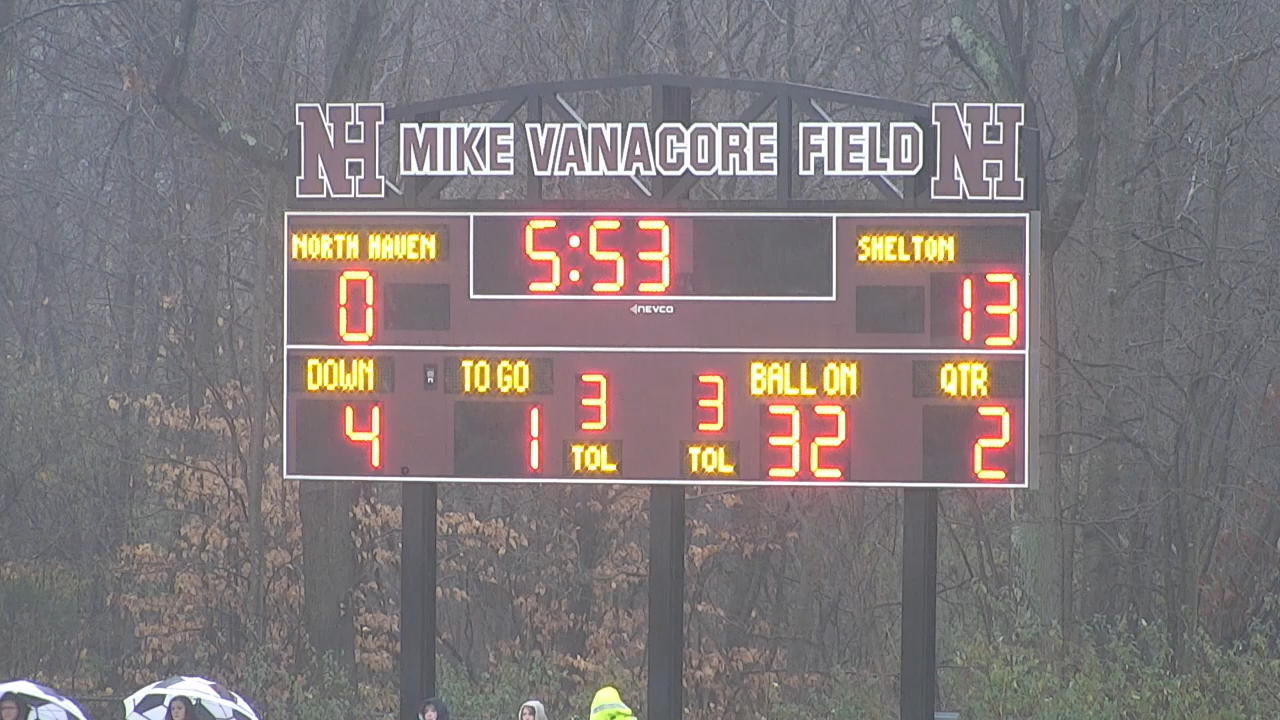 NH MIKE VANACORE FIELD NH
NORTH HAVEN 5:53 SHELTON
0 13
NEVCO
DOWN TO GO 3 3 BALL ON QTR
4 1 TOL TOL 32 2